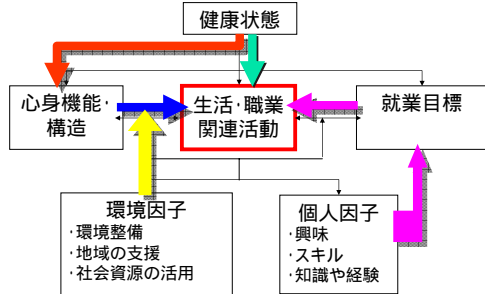 健康状態
心身機能・
構造
生活・職業
関連活動
就業目標
環境因子
・環境整備
・地域の支援
・社会資源の活用
個人因子
・興味
・スキル
・知識や経験